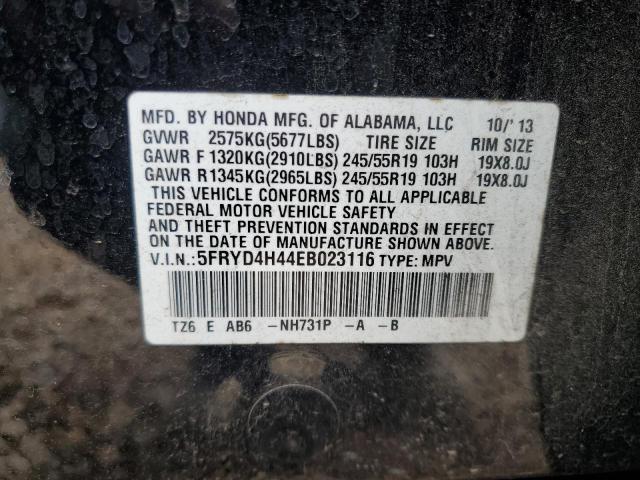 MFD. BY HONDA MFG. OF ALABAMA, LLC 10/'13
GVWR 2575KG(5677LBS) TIRE SIZE RIM SIZE
GAWR F 1320KG(2910LBS) 245/55R19 103H 19X8.0J
GAWR R 1345KG(2965LBS) 245/55R19 103H 19X8.0J
THIS VEHICLE CONFORMS TO ALL APPLICABLE
FEDERAL MOTOR VEHICLE SAFETY
AND THEFT PREVENTION STANDARDS IN EFFECT
ON THE DATE OF MANUFACTURE SHOWN ABOVE.
V.I.N.:5FRYD4H44EB023116 TYPE: MPV
TZ6 E AB6 -NH731P -A -B